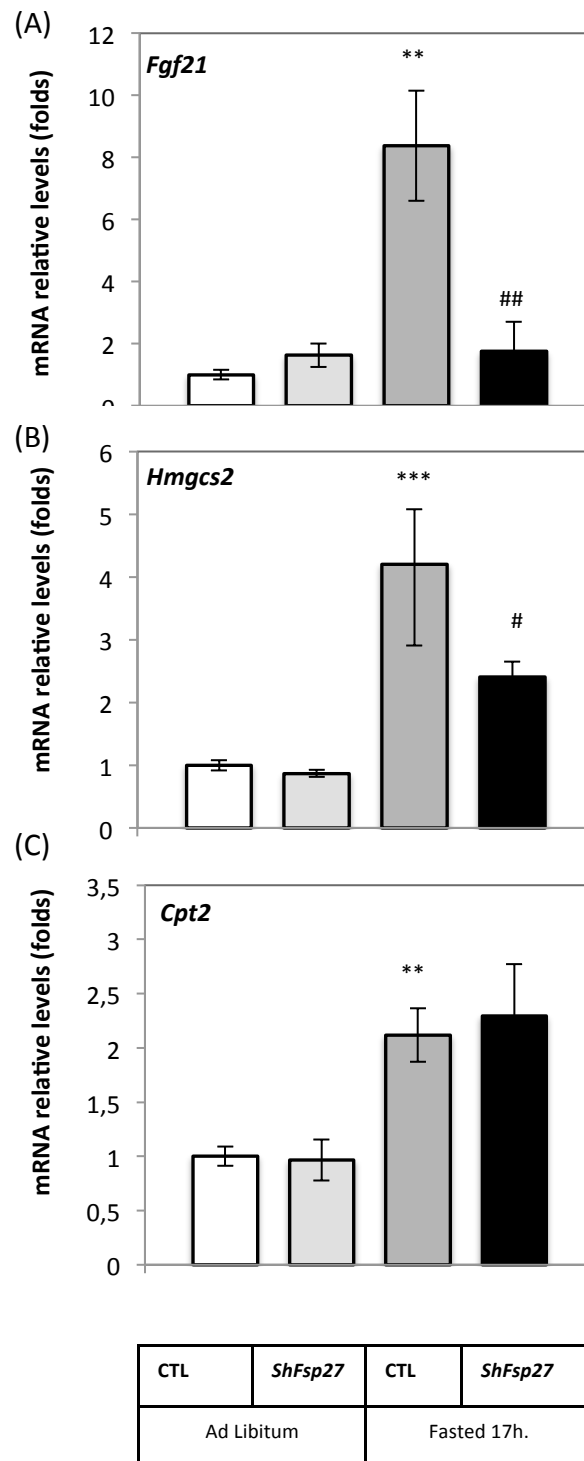 (A)
Fgf21
mRNA relative levels (folds)
12
10
8
6
4
2
0
**
##
(B)
Hmgcs2
mRNA relative levels (folds)
6
5
4
3
2
1
0
***
#
(C)
Cpt2
mRNA relative levels (folds)
3,5
3
2,5
2
1,5
1
0,5
0
**
CTL ShFsp27 CTL ShFsp27
Ad Libitum Fasted 17h.